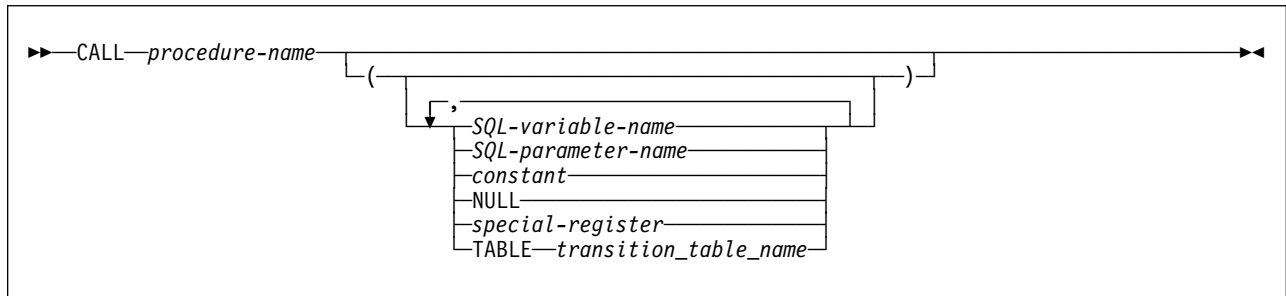 CALL procedure-name
( )
,
SQL-variable-name
SQL-parameter-name
constant
NULL
special-register
TABLE transition_table_name